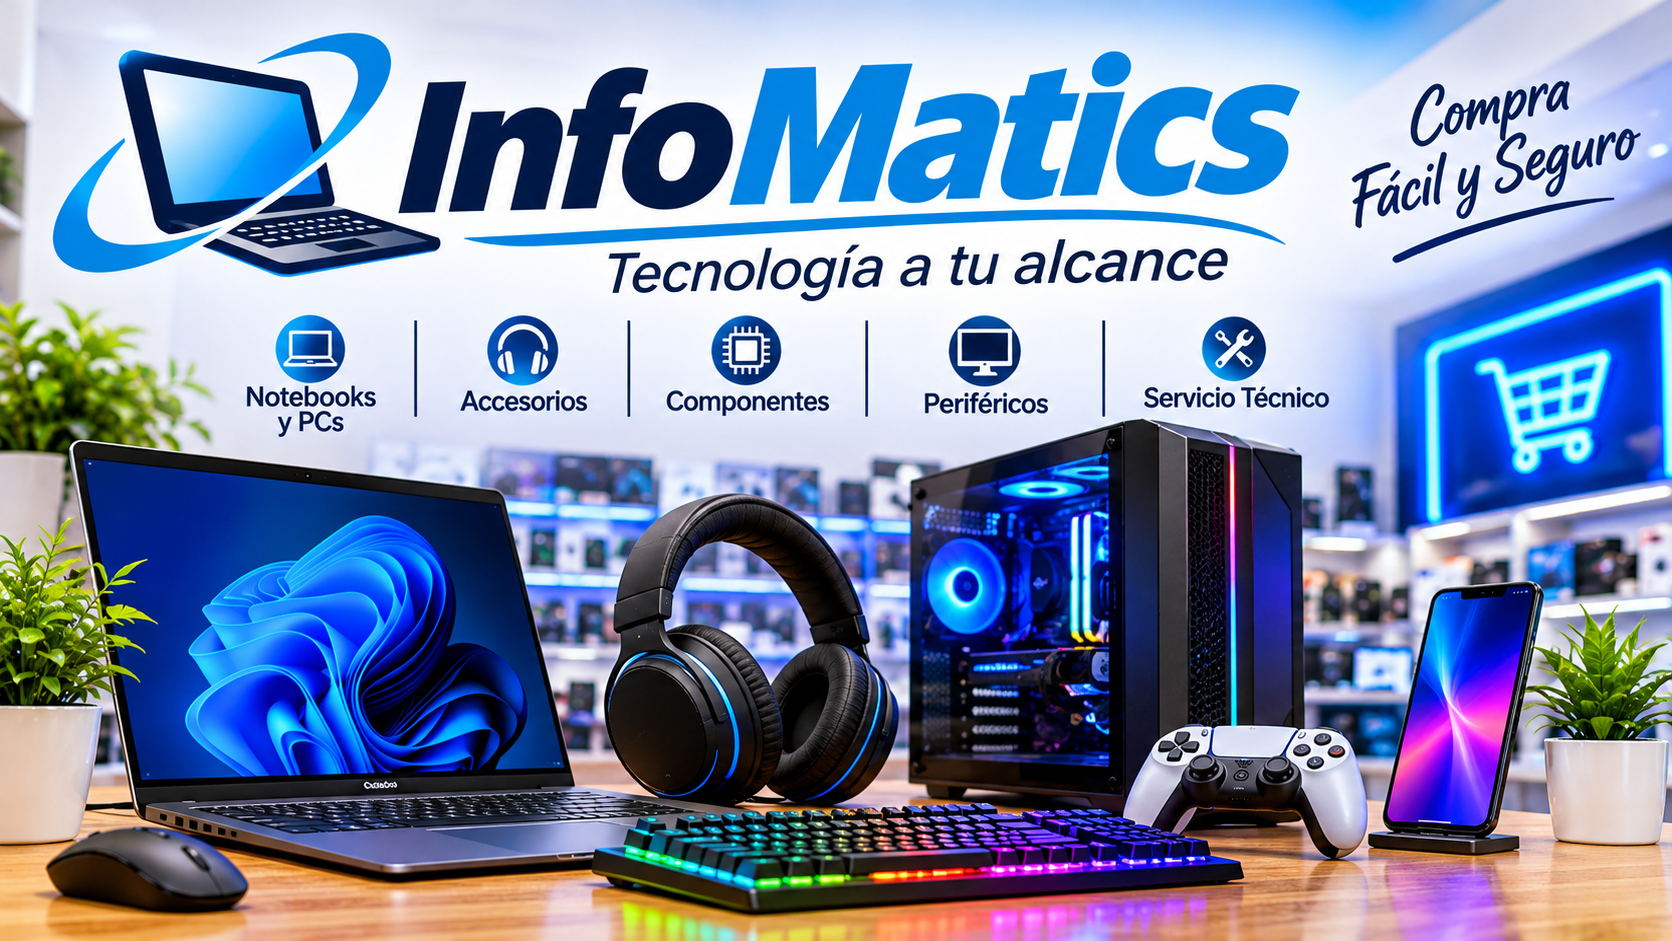 InfoMatics
Tecnología a tu alcance
Compra
Fácil y Seguro
Notebooks
y PCs
Accesorios
Componentes
Periféricos
Servicio Técnico